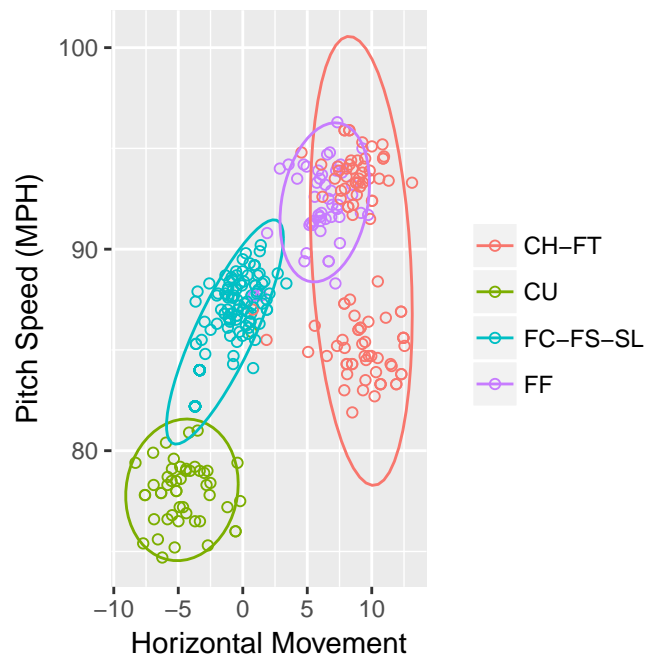 100
90
80
Pitch Speed (MPH)
−10 −5 0 5 10
Horizontal Movement
CH−FT
CU
FC−FS−SL
FF